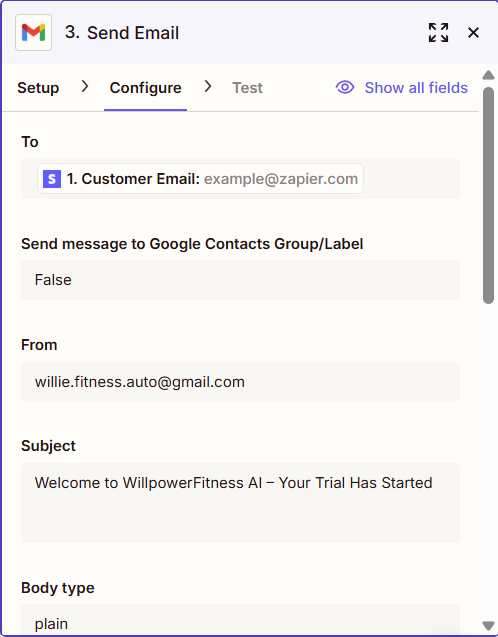 3. Send Email
Setup
Configure
Test
Show all fields
To
S 1. Customer Email: example@zapier.com
Send message to Google Contacts Group/Label
False
From
willie.fitness.auto@gmail.com
Subject
Welcome to WillpowerFitness AI – Your Trial Has Started
Body type
plain